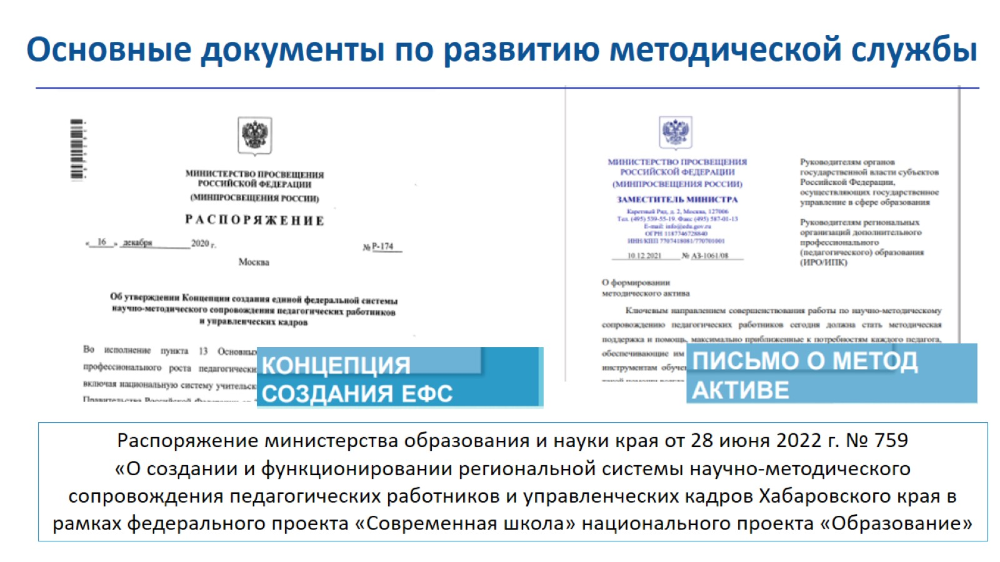 Основные документы по развитию методической службы
МИНИСТЕРСТВО ПРОСВЕЩЕНИЯ
РОССИЙСКОЙ ФЕДЕРАЦИИ
(МИНПРОСВЕЩЕНИЯ РОССИИ)
РАСПОРЯЖЕНИЕ
« 16 » декабря 2020 г. № Р-174
Москва
Об утверждении Концепции создания единой федеральной системы
научно-методического сопровождения педагогических работников
и управленческих кадров
Во исполнение пункта 13 Основных
профессионального роста педагогически
включая национальную систему учительск
Правительства Российской Федерации от
КОНЦЕПЦИЯ
СОЗДАНИЯ ЕФС
МИНИСТЕРСТВО ПРОСВЕЩЕНИЯ
РОССИЙСКОЙ ФЕДЕРАЦИИ
(МИНПРОСВЕЩЕНИЯ РОССИИ)
ЗАМЕСТИТЕЛЬ МИНИСТРА
Каретный Ряд, д. 2, Москва, 127006
Тел. (495) 539-55-19. Факс (495) 587-01-13
E-mail: info@edu.gov.ru
ОГРН 1187746728840
ИНН/КПП 7707418081/770701001
10.12.2021 № АЗ-1061/08
Руководителям органов
государственной власти субъектов
Российской Федерации,
осуществляющих государственное
управление в сфере образования
Руководителям региональных
организаций дополнительного
профессионального
(педагогического) образования
(ИРО/ИПК)
О формировании
методического актива
Ключевым направлением совершенствования работы по научно-методическому
сопровождению педагогических работников сегодня должна стать методическая
поддержка и помощь, максимально приближенные к потребностям каждого педагога,
обеспечивающие им
инструментам обуче
ПИСЬМО О МЕТОД
АКТИВЕ
Распоряжение министерства образования и науки края от 28 июня 2022 г. № 759
«О создании и функционировании региональной системы научно-методического
сопровождения педагогических работников и управленческих кадров Хабаровского края в
рамках федерального проекта «Современная школа» национального проекта «Образование»